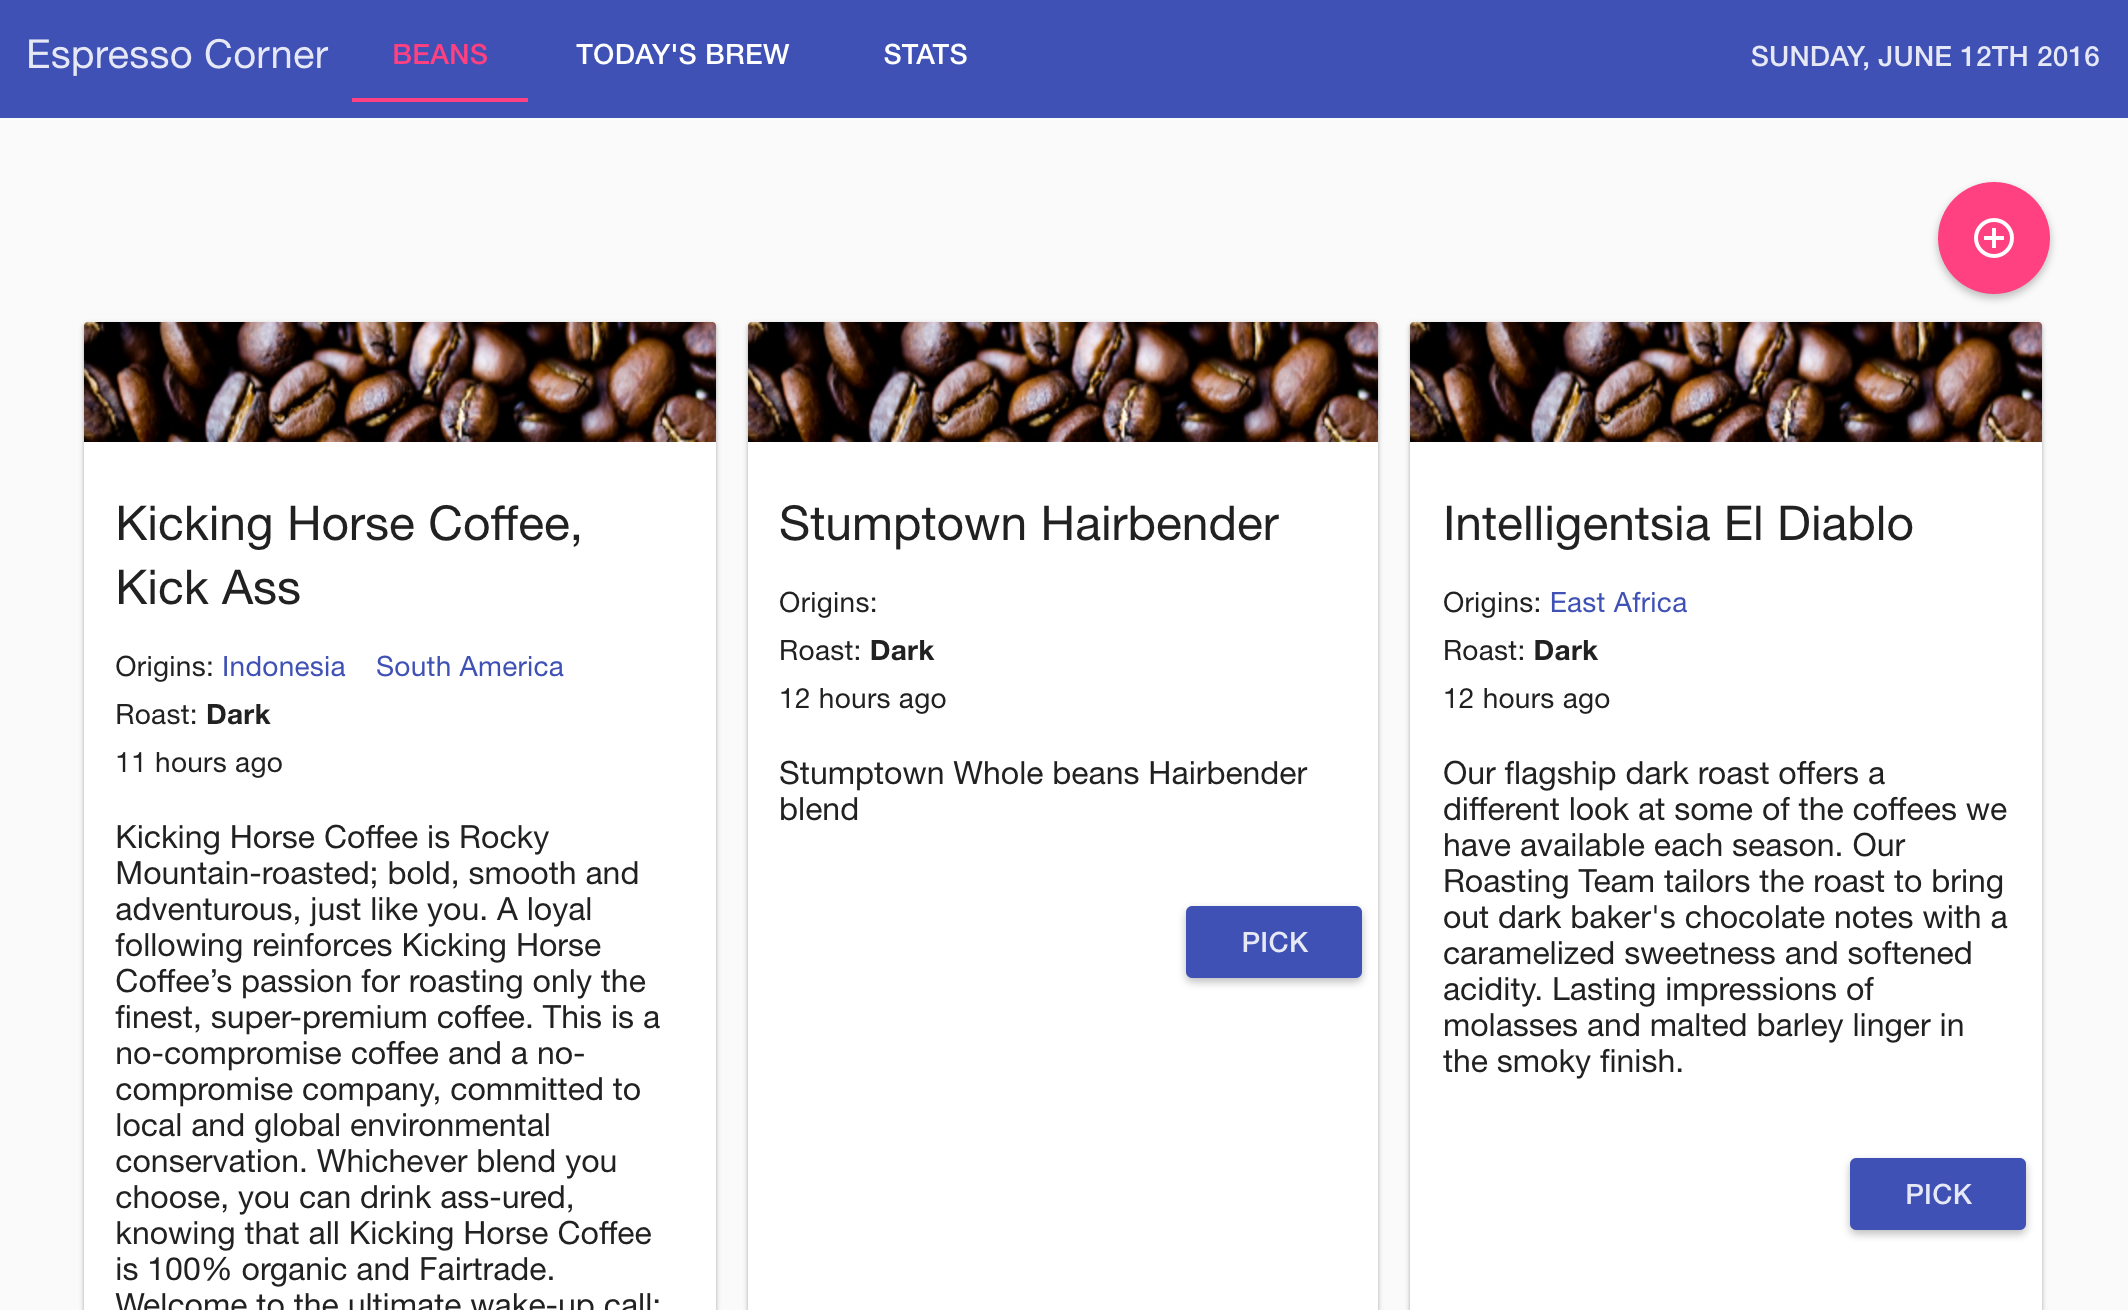 Espresso Corner
BEANS
TODAY'S BREW
STATS
SUNDAY, JUNE 12TH 2016
Kicking Horse Coffee,
Kick Ass
Origins: Indonesia South America
Roast: Dark
11 hours ago
Kicking Horse Coffee is Rocky
Mountain-roasted; bold, smooth and
adventurous, just like you. A loyal
following reinforces Kicking Horse
Coffee’s passion for roasting only the
finest, super-premium coffee. This is a
no-compromise coffee and a no-
compromise company, committed to
local and global environmental
conservation. Whichever blend you
choose, you can drink ass-ured,
knowing that all Kicking Horse Coffee
is 100% organic and Fairtrade.
Welcome to the ultimate wake-up call:
Stumptown Hairbender
Origins:
Roast: Dark
12 hours ago
Stumptown Whole beans Hairbender
blend
PICK
Intelligentsia El Diablo
Origins: East Africa
Roast: Dark
12 hours ago
Our flagship dark roast offers a
different look at some of the coffees we
have available each season. Our
Roasting Team tailors the roast to bring
out dark baker's chocolate notes with a
caramelized sweetness and softened
acidity. Lasting impressions of
molasses and malted barley linger in
the smoky finish.
PICK